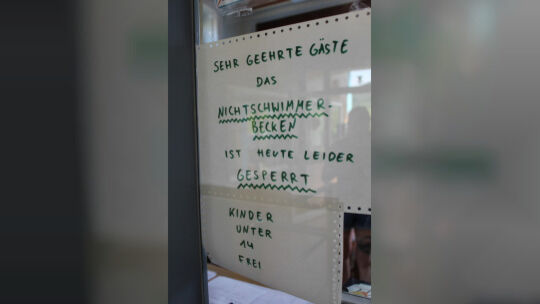 SEHR GEEHRTE GÄSTE
DAS
NICHTSCHWIMMER-
BECKEN
IST HEUTE LEIDER
GESPERRT
KINDER
UNTER
14
FREI